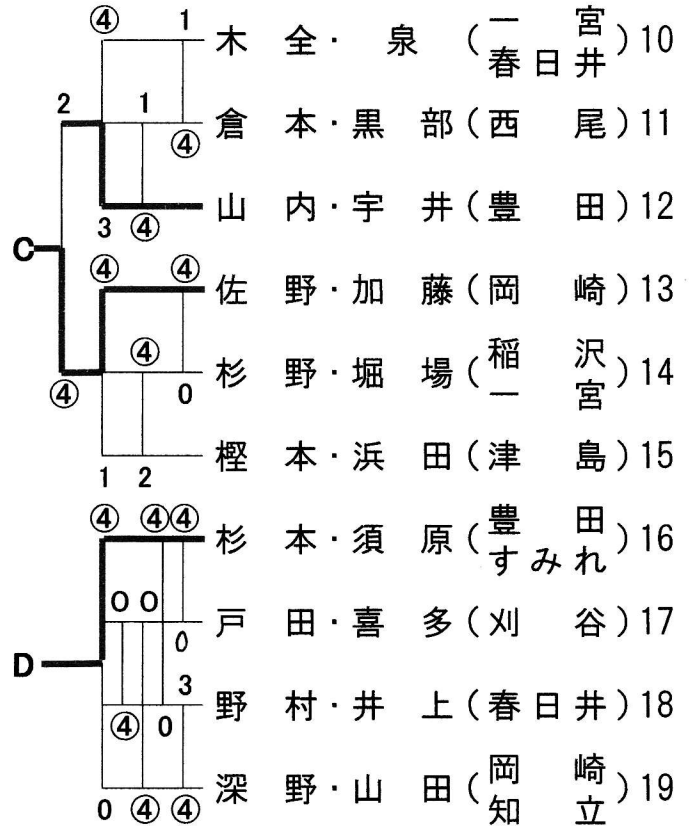 ④ 1
木 全・ 泉 (一 宮 春日井) 10
2 1
倉 本・黒 部 (西 尾) 11
④
山 内・宇 井 (豊 田) 12
3 ④
C
④ ④
佐 野・加 藤 (岡 崎) 13
④
杉 野・堀 場 (稲 沢 一 宮) 14
④ 0
樫 本・浜 田 (津 島) 15
1 2
④ ④ ④
杉 本・須 原 (豊 田 すみれ) 16
0 0
戸 田・喜 多 (刈 谷) 17
0
D
3
野 村・井 上 (春日井) 18
④ 0
深 野・山 田 (岡 崎 知 立) 19
0 ④ ④